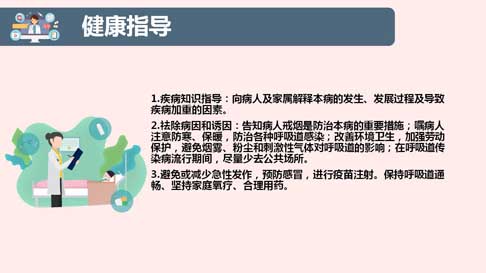 健康指导
1.疾病知识指导：向病人及家属解释本病的发生、发展过程及导致
疾病加重的因素。
2.祛除病因和诱因：告知病人戒烟是防治本病的重要措施；嘱病人
注意防寒、保暖，防治各种呼吸道感染；改善环境卫生，加强劳动
保护，避免烟雾、粉尘和刺激性气体对呼吸道的影响；在呼吸道传
染病流行期间，尽量少去公共场所。
3.避免或减少急性发作，预防感冒，进行疫苗注射。保持呼吸道通
畅、坚持家庭氧疗、合理用药。